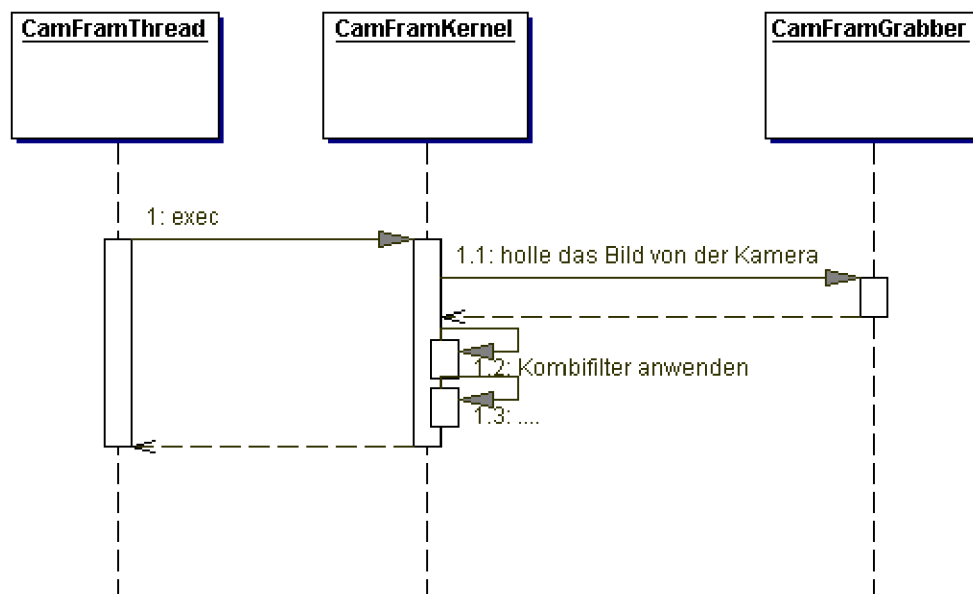 CamFramThread
CamFramKernel
CamFramGrabber
1: exec
1.1: holle das Bild von der Kamera
1.2: Kombifilter anwenden
1.3: ....